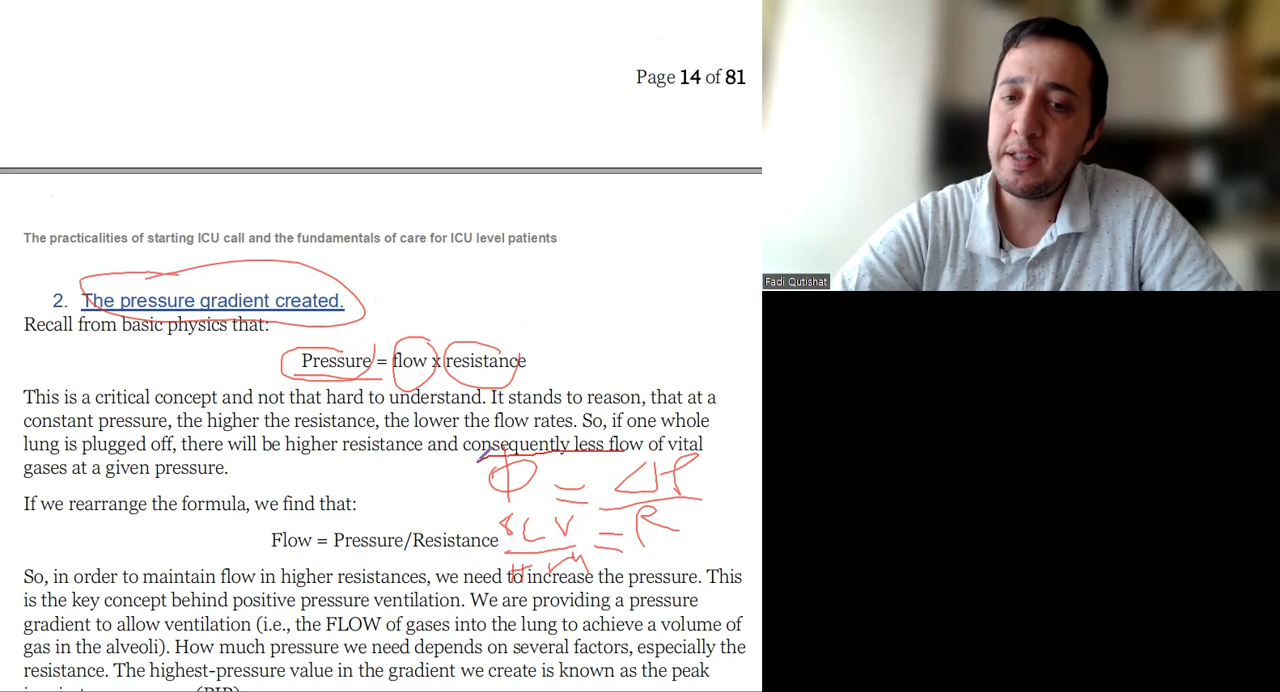 Page 14 of 81
The practicalities of starting ICU call and the fundamentals of care for ICU level patients
2. The pressure gradient created.
Recall from basic physics that:
Pressure = flow x resistance
This is a critical concept and not that hard to understand. It stands to reason, that at a
constant pressure, the higher the resistance, the lower the flow rates. So, if one whole
lung is plugged off, there will be higher resistance and consequently less flow of vital
gases at a given pressure.
ϕ = ΔP
R
If we rearrange the formula, we find that:
Flow = Pressure/Resistance
So, in order to maintain flow in higher resistances, we need to increase the pressure. This
is the key concept behind positive pressure ventilation. We are providing a pressure
gradient to allow ventilation (i.e., the FLOW of gases into the lung to achieve a volume of
gas in the alveoli). How much pressure we need depends on several factors, especially the
resistance. The highest-pressure value in the gradient we create is known as the peak
Fadi Qutishat